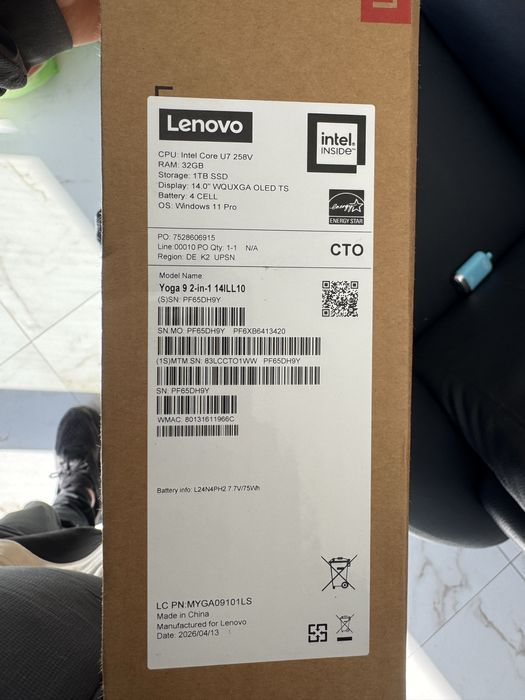 Lenovo
intel.
INSIDE™
CPU: Intel Core U7 258V
RAM: 32GB
Storage: 1TB SSD
Display: 14.0" WQUXGA OLED TS
Battery: 4 CELL
OS: Windows 11 Pro
energy
ENERGY STAR
PO: 7528606915
Line:00010 PO Qty: 1-1 N/A
Region: DE K2 UPSN
CTO
Model Name:
Yoga 9 2-in-1 14ILL10
(S)SN: PF65DH9Y
SN.MO: PF65DH9Y PF6XB6413420
(1S)MTM SN: 83LCCTO1WW PF65DH9Y
SN: PF65DH9Y
WMAC: 80131611966C
Battery info: L24N4PH2 7.7V/75Wh
LC PN:MYGA09101LS
Made in China
Manufactured for Lenovo
Date: 2026/04/13